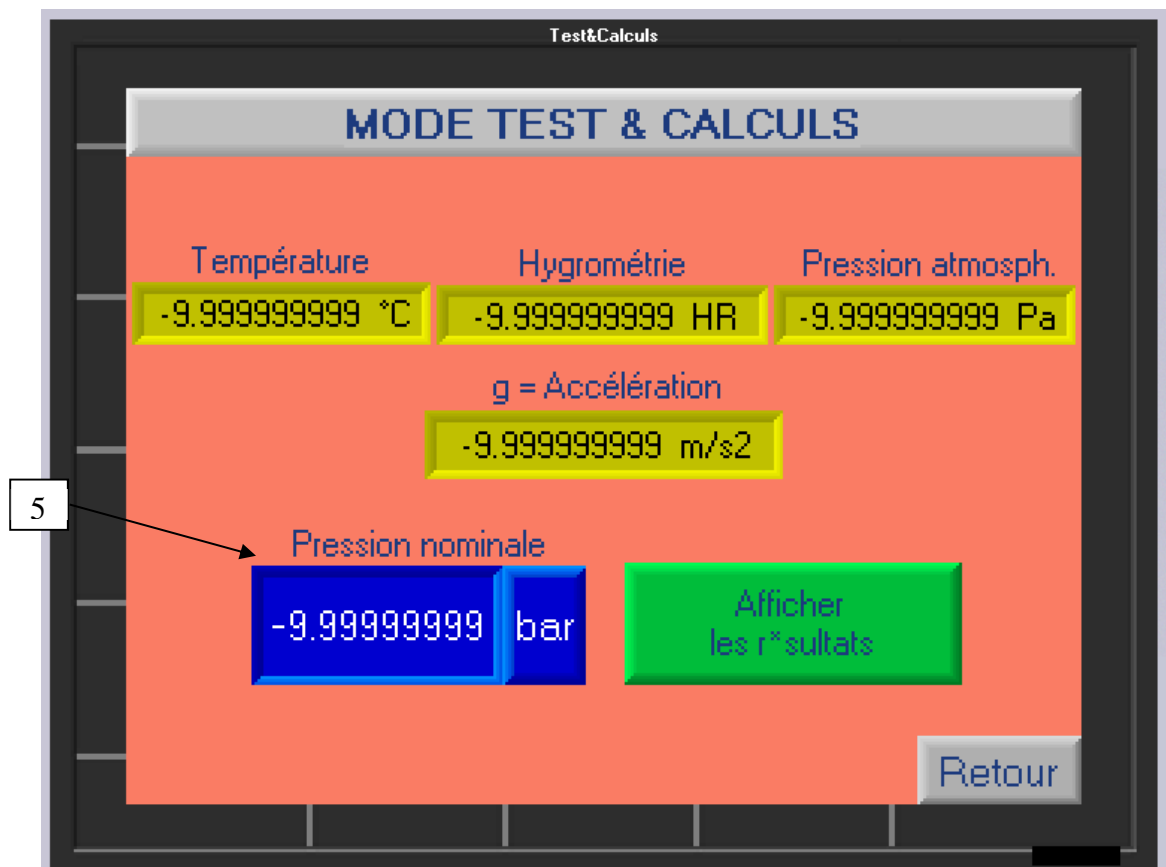 Test&Calculs
MODE TEST & CALCULS
Température
Hygrométrie
Pression atmosph.
-9.999999999 °C
-9.999999999 HR
-9.999999999 Pa
g = Accélération
-9.999999999 m/s2
5
Pression nominale
-9.99999999 bar
Afficher
les r*sultats
Retour